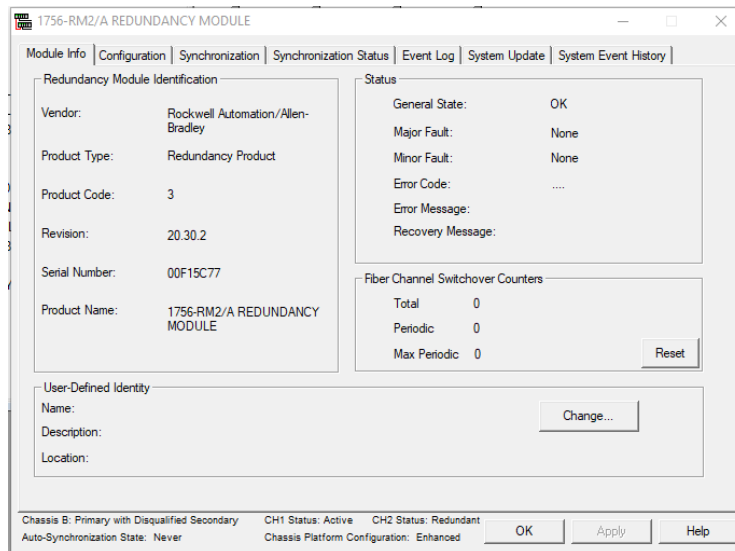 1756-RM2/A REDUNDANCY MODULE
Module Info Configuration Synchronization Synchronization Status Event Log System Update System Event History
Redundancy Module Identification
Vendor: Rockwell Automation/Allen-
Bradley
Product Type: Redundancy Product
Product Code: 3
Revision: 20.30.2
Serial Number: 00F15C77
Product Name: 1756-RM2/A REDUNDANCY
MODULE
Status
General State: OK
Major Fault: None
Minor Fault: None
Error Code: ....
Error Message:
Recovery Message:
Fiber Channel Switchover Counters
Total 0
Periodic 0
Max Periodic 0
Reset
User-Defined Identity
Name:
Description:
Location:
Change...
Chassis B: Primary with Disqualified Secondary CH1 Status: Active CH2 Status: Redundant
Auto-Synchronization State: Never Chassis Platform Configuration: Enhanced
OK Apply Help